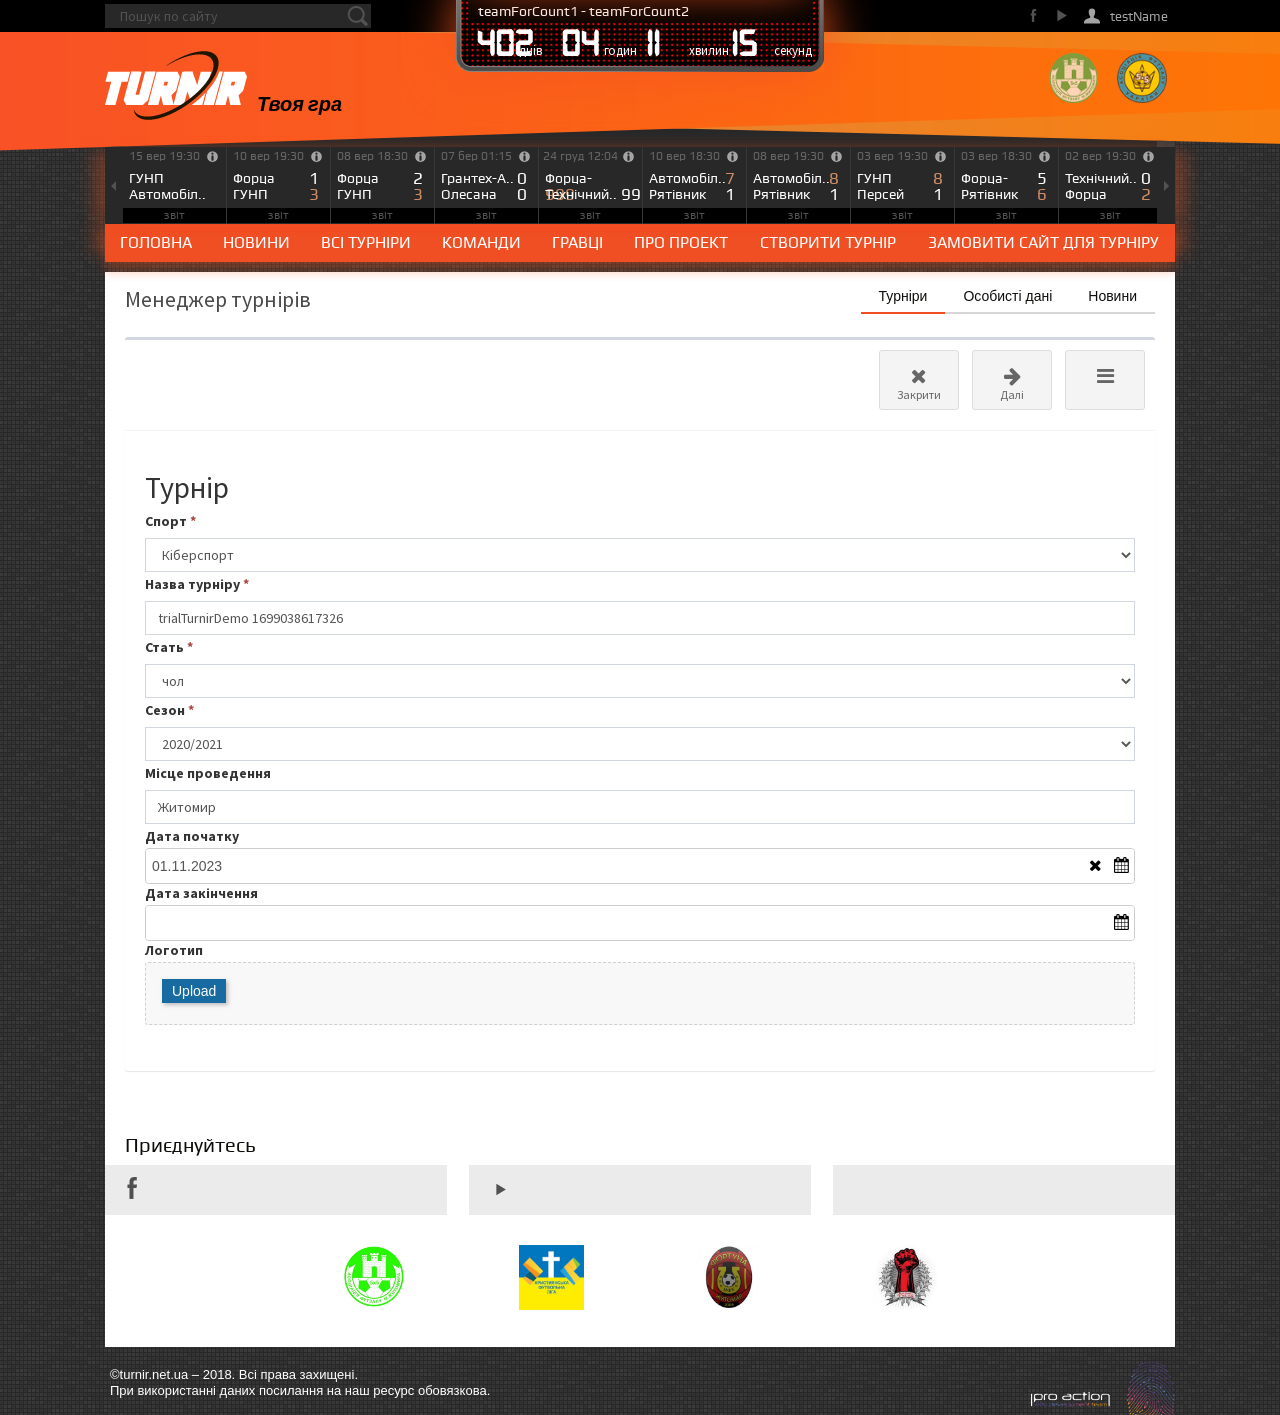 Пошук по сайту
teamForCount1 - teamForCount2
402 днів 04 годин 11 хвилин 15 секунд
testName
TURNIR Твоя гра
15 вер 19:30 10 вер 19:30 08 вер 18:30 07 бер 01:15 24 груд 12:04 10 вер 18:30 08 вер 19:30 03 вер 19:30 03 вер 18:30 02 вер 19:30
ГУНП Форца 1 Форца 2 Грантех-А.. 0 Форца- Автомобіл.. 7 Автомобіл.. 8 ГУНП 8 Форца- 5 Технічний.. 0
Автомобіл.. ГУНП 3 ГУНП 3 Олесана 0 Технічний.. 99 Рятівник 1 Рятівник 1 Персей 1 Рятівник 6 Форца 2
звіт звіт звіт звіт звіт звіт звіт звіт звіт звіт
ГОЛОВНА НОВИНИ ВСІ ТУРНІРИ КОМАНДИ ГРАВЦІ ПРО ПРОЕКТ СТВОРИТИ ТУРНІР ЗАМОВИТИ САЙТ ДЛЯ ТУРНІРУ
Менеджер турнірів
Турніри Особисті дані Новини
Закрити Далі
Турнір
Спорт *
Кіберспорт
Назва турніру *
trialTurnirDemo 1699038617326
Стать *
чол
Сезон *
2020/2021
Місце проведення
Житомир
Дата початку
01.11.2023
Дата закінчення
Логотип
Upload
Приєднуйтесь
©turnir.net.ua – 2018. Всі права захищені.
При використанні даних посилання на наш ресурс обовязкова.
pro action